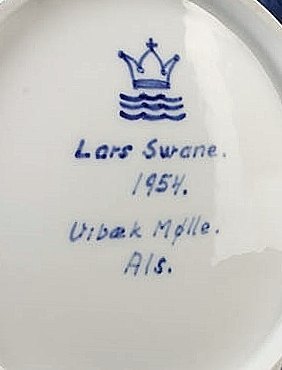 Lars Swane.
1954.
Vibæk Mølle.
Als.